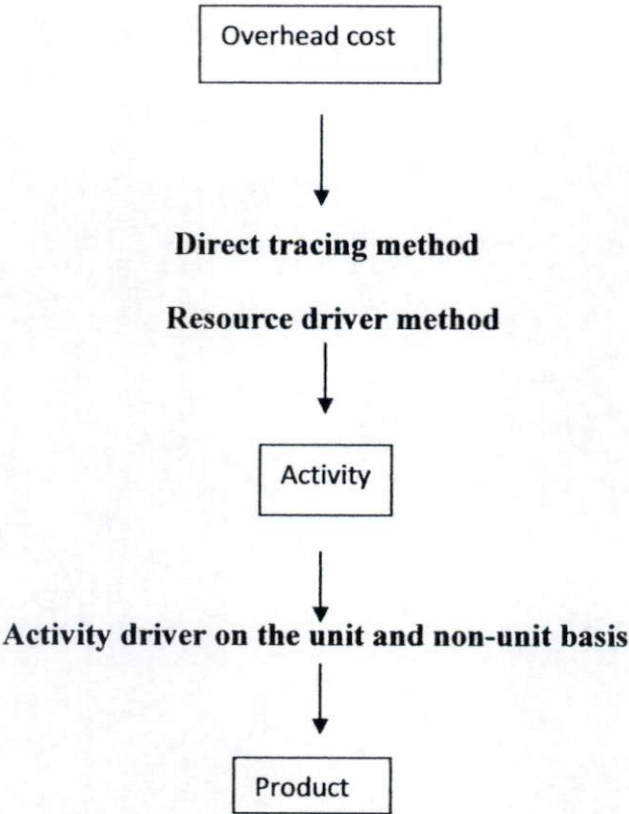 Overhead cost
Direct tracing method
Resource driver method
Activity
Activity driver on the unit and non-unit basis
Product